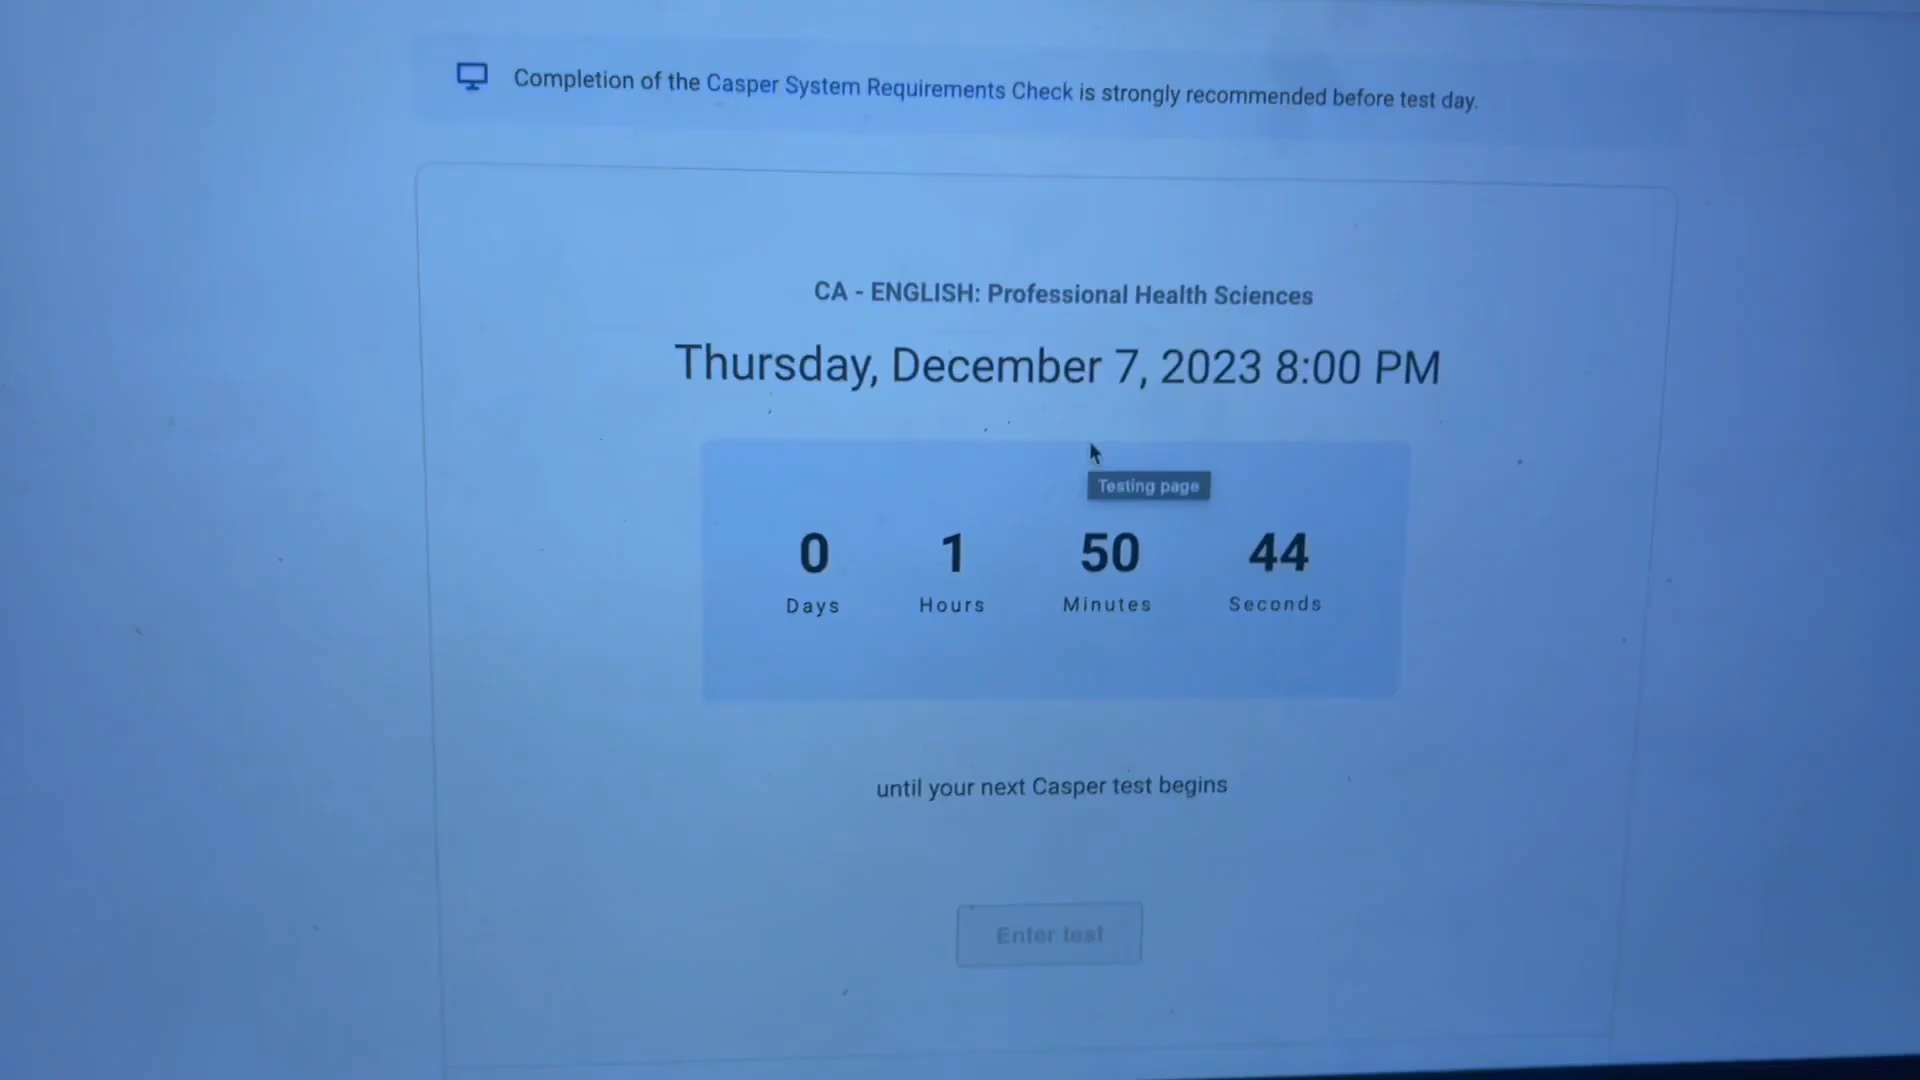 Completion of the Casper System Requirements Check is strongly recommended before test day.
CA - ENGLISH: Professional Health Sciences
Thursday, December 7, 2023 8:00 PM
Testing page
0 1 50 44
Days Hours Minutes Seconds
until your next Casper test begins
Enter test